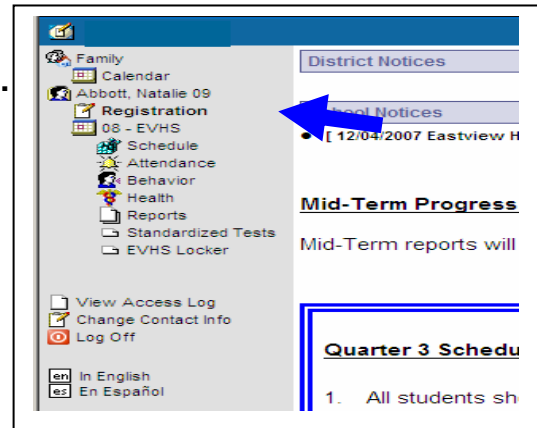 Family
Calendar
Abbott, Natalie 09
Registration
08 - EVHS
Schedule
Attendance
Behavior
Health
Reports
Standardized Tests
EVHS Locker
View Access Log
Change Contact Info
Log Off
en In English
es En Español
District Notices
Notices
[ 12/04/2007 Eastview H
Mid-Term Progress
Mid-Term reports will
Quarter 3 Schedu
1. All students sh